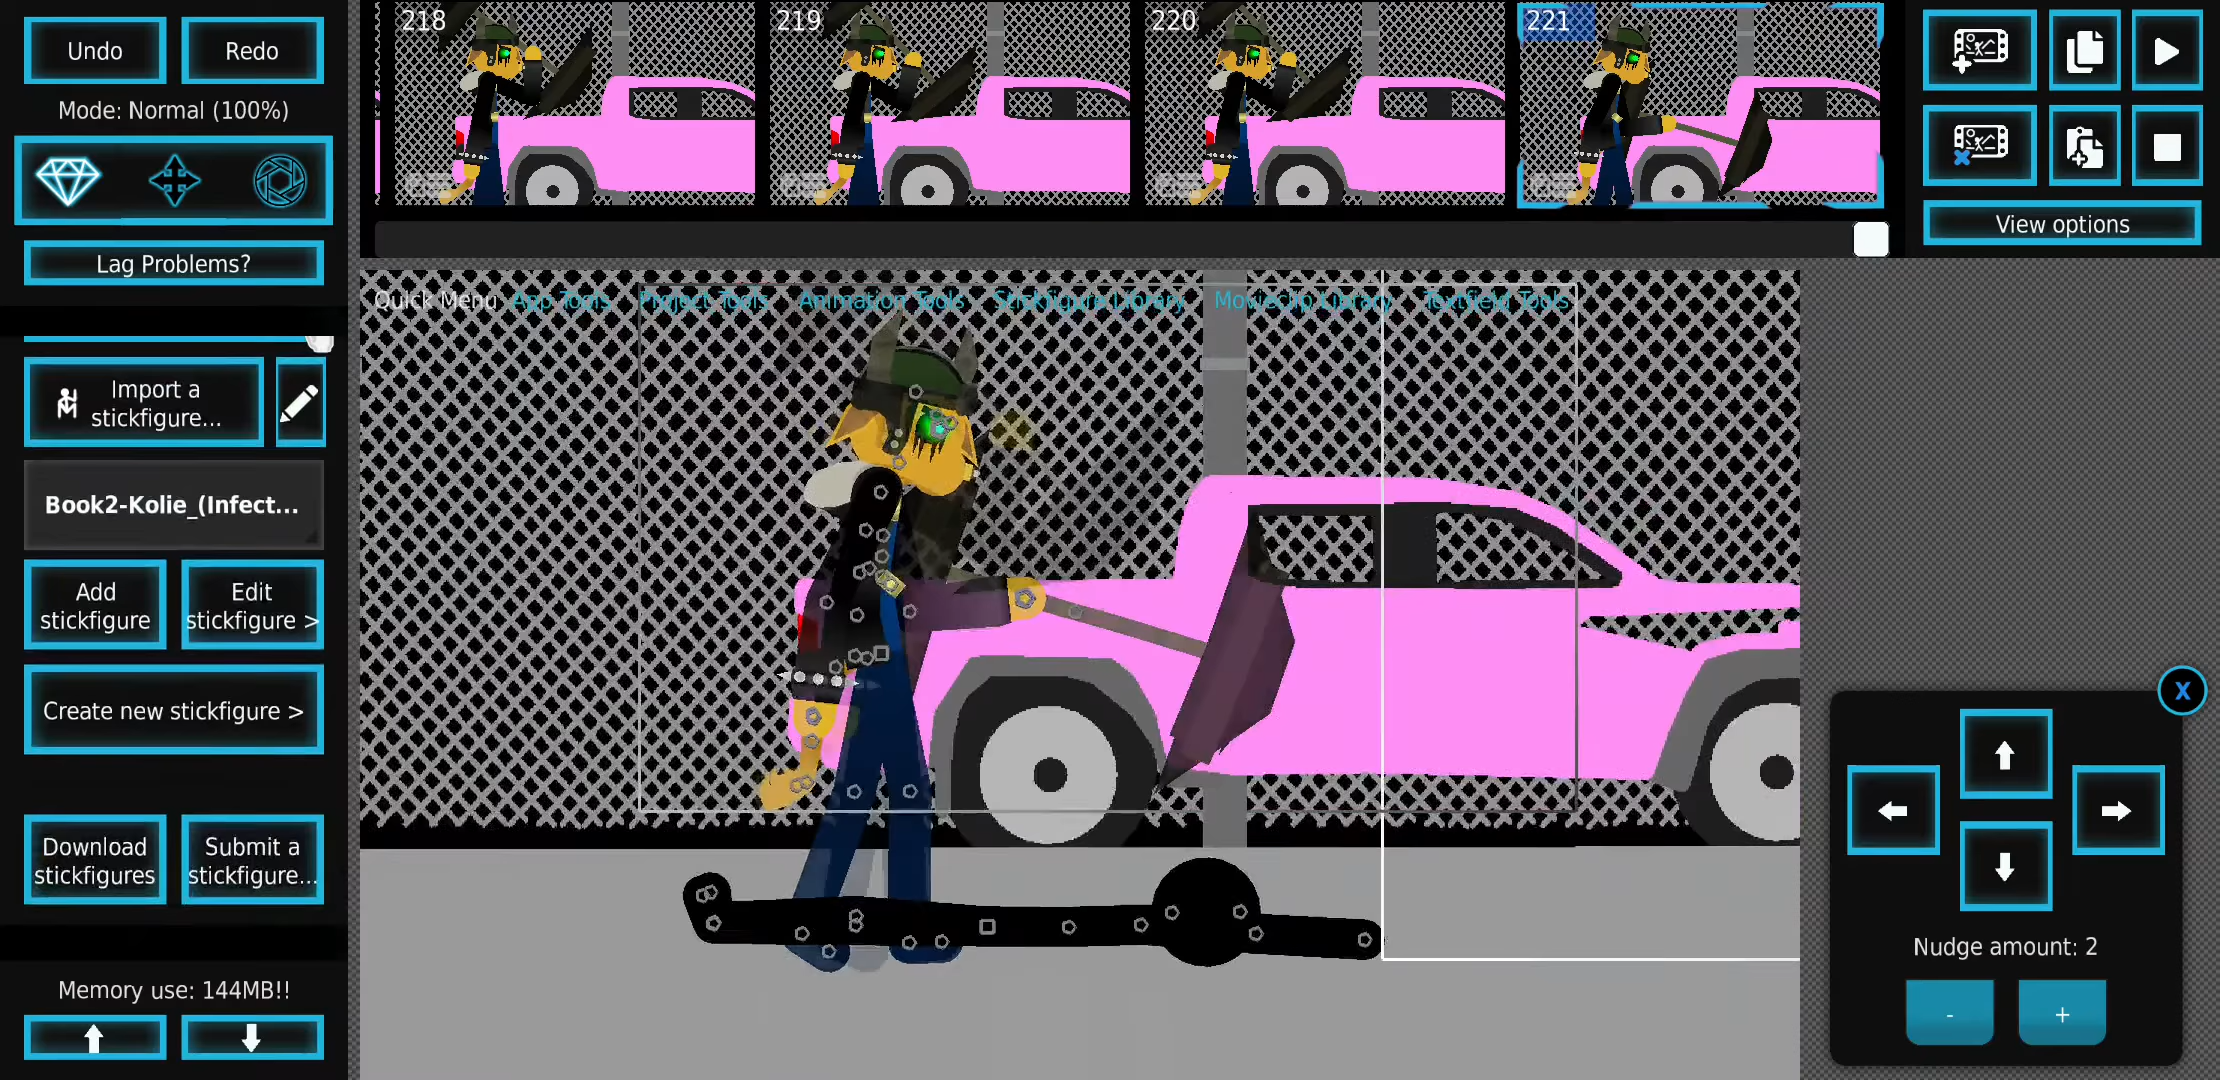 Undo
Redo
Mode: Normal (100%)
Lag Problems?
Import a
stickfigure...
Book2-Kolie_(Infect...
Add
stickfigure
Edit
stickfigure >
Create new stickfigure >
Download
stickfigures
Submit a
stickfigure...
Memory use: 144MB!!
218
219
220
221
View options
Quick Menu
App Tools
Project Tools
Animation Tools
Stickfigure Library
Movieclip Library
Textfield Tools
X
Nudge amount: 2
-
+